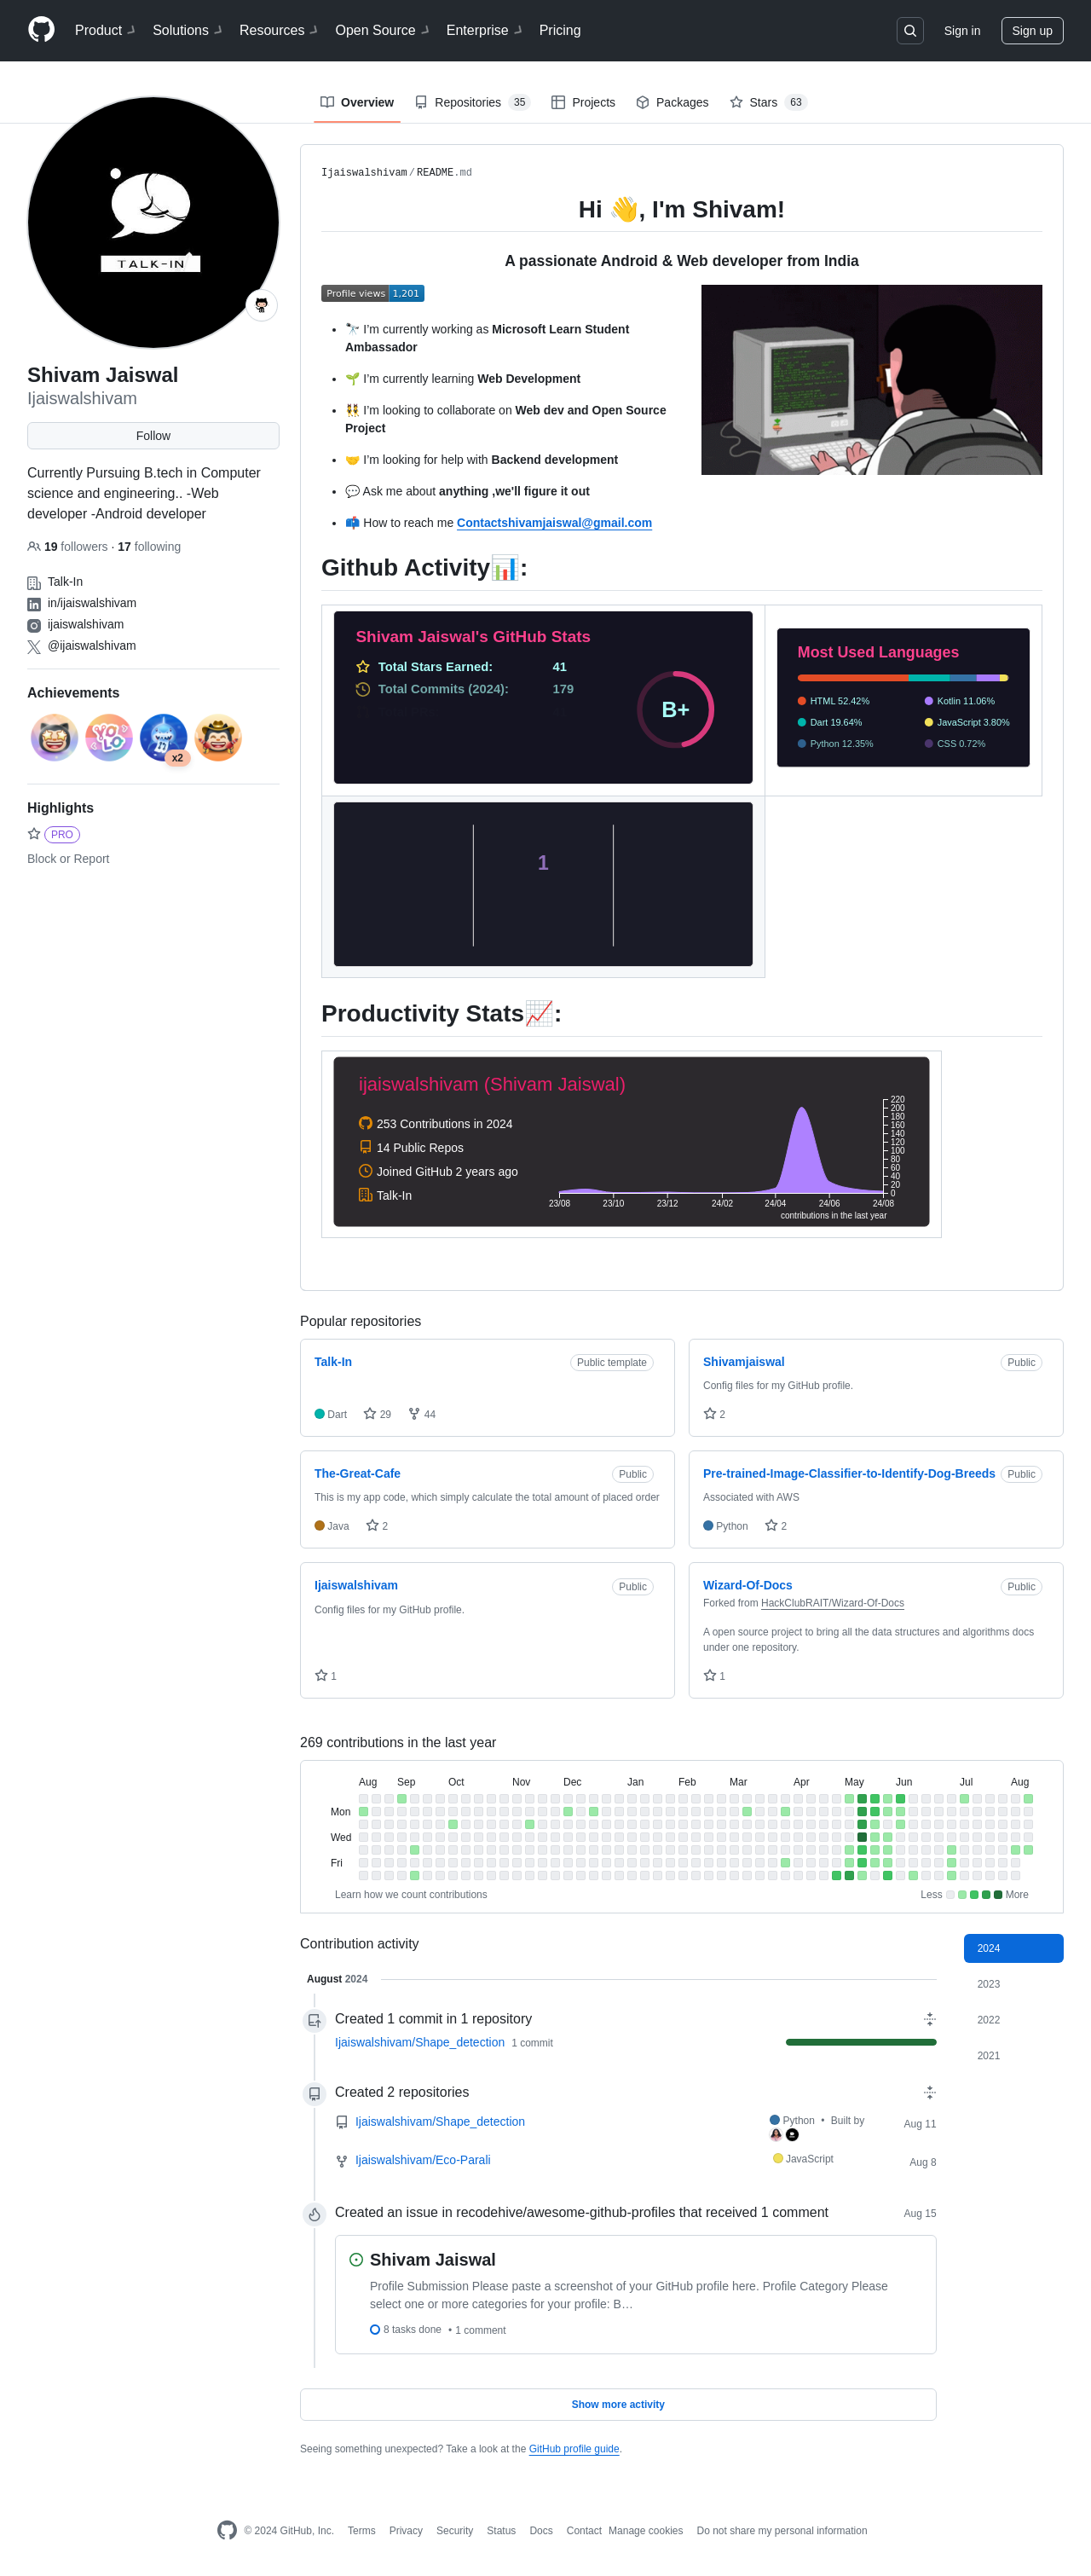 Product Solutions Resources Open Source Enterprise Pricing Sign in Sign up
Overview Repositories 35 Projects Packages Stars 63
TALK-IN
Shivam Jaiswal
Ijaiswalshivam
Follow
Currently Pursuing B.tech in Computer
science and engineering.. -Web
developer -Android developer
19 followers · 17 following
Talk-In
in/ijaiswalshivam
ijaiswalshivam
@ijaiswalshivam
Achievements
YOLO
x2
Highlights
PRO
Block or Report
Ijaiswalshivam/README.md
Hi 👋, I'm Shivam!
A passionate Android & Web developer from India
Profile views 1,201
🔭 I’m currently working as Microsoft Learn Student
Ambassador
🌱 I’m currently learning Web Development
👯 I’m looking to collaborate on Web dev and Open Source
Project
🤝 I’m looking for help with Backend development
💬 Ask me about anything ,we'll figure it out
📫 How to reach me Contactshivamjaiswal@gmail.com
Github Activity📊:
Shivam Jaiswal's GitHub Stats
Total Stars Earned: 41
Total Commits (2024): 179
B+
Most Used Languages
HTML 52.42% Kotlin 11.06%
Dart 19.64% JavaScript 3.80%
Python 12.35% CSS 0.72%
1
Productivity Stats📈:
ijaiswalshivam (Shivam Jaiswal)
253 Contributions in 2024
14 Public Repos
Joined GitHub 2 years ago
Talk-In
220
200
180
160
140
120
100
80
60
40
20
0
23/08 23/10 23/12 24/02 24/04 24/06 24/08
contributions in the last year
Popular repositories
Talk-In Public template
Dart 29 44
Shivamjaiswal Public
Config files for my GitHub profile.
2
The-Great-Cafe Public
This is my app code, which simply calculate the total amount of placed order
Java 2
Pre-trained-Image-Classifier-to-Identify-Dog-Breeds Public
Associated with AWS
Python 2
Ijaiswalshivam Public
Config files for my GitHub profile.
1
Wizard-Of-Docs Public
Forked from HackClubRAIT/Wizard-Of-Docs
A open source project to bring all the data structures and algorithms docs
under one repository.
1
269 contributions in the last year
Aug Sep Oct Nov Dec Jan Feb Mar Apr May Jun Jul Aug
Mon
Wed
Fri
Learn how we count contributions Less More
Contribution activity
2024
2023
2022
2021
August 2024
Created 1 commit in 1 repository
Ijaiswalshivam/Shape_detection 1 commit
Created 2 repositories
Ijaiswalshivam/Shape_detection Python • Built by Aug 11
Ijaiswalshivam/Eco-Parali JavaScript Aug 8
Created an issue in recodehive/awesome-github-profiles that received 1 comment Aug 15
Shivam Jaiswal
Profile Submission Please paste a screenshot of your GitHub profile here. Profile Category Please
select one or more categories for your profile: B…
8 tasks done • 1 comment
Show more activity
Seeing something unexpected? Take a look at the GitHub profile guide.
© 2024 GitHub, Inc. Terms Privacy Security Status Docs Contact Manage cookies Do not share my personal information